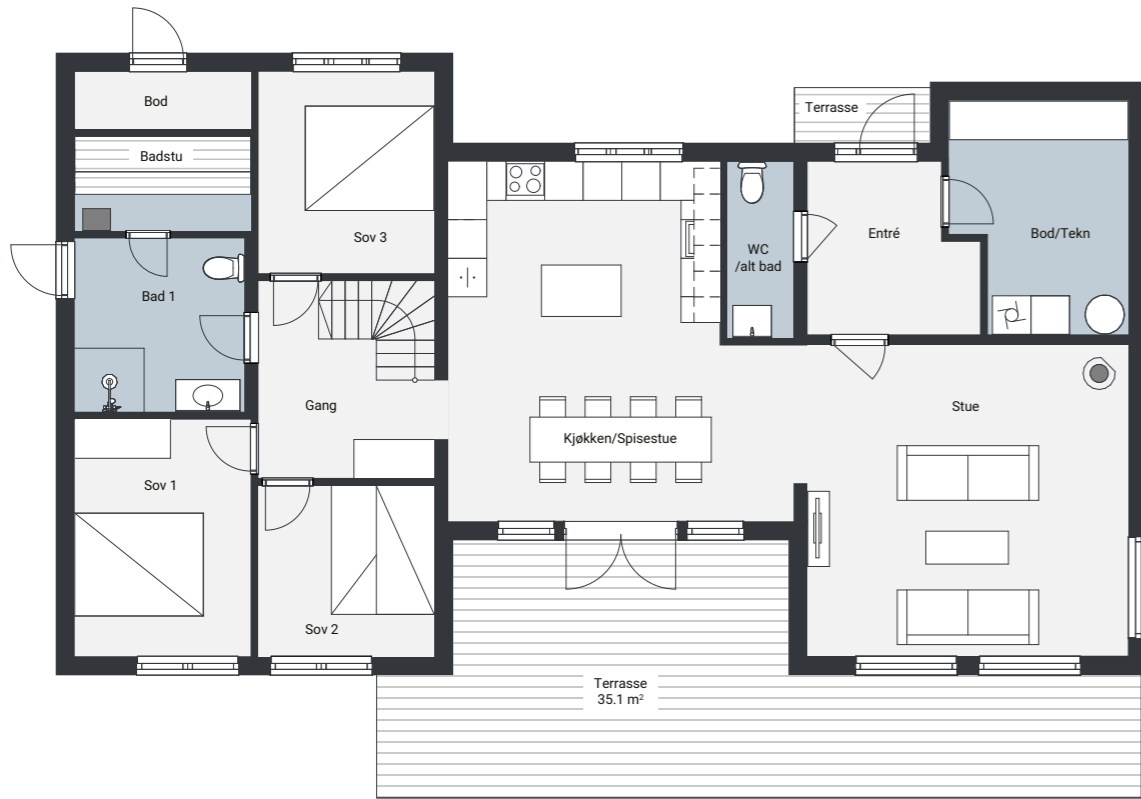 Bod
Terrasse
Badstu
Sov 3
Entré
Bod/Tekn
WC
/alt bad
Bad 1
Gang
Stue
Kjøkken/Spisestue
Sov 1
Sov 2
Terrasse
35.1 m²